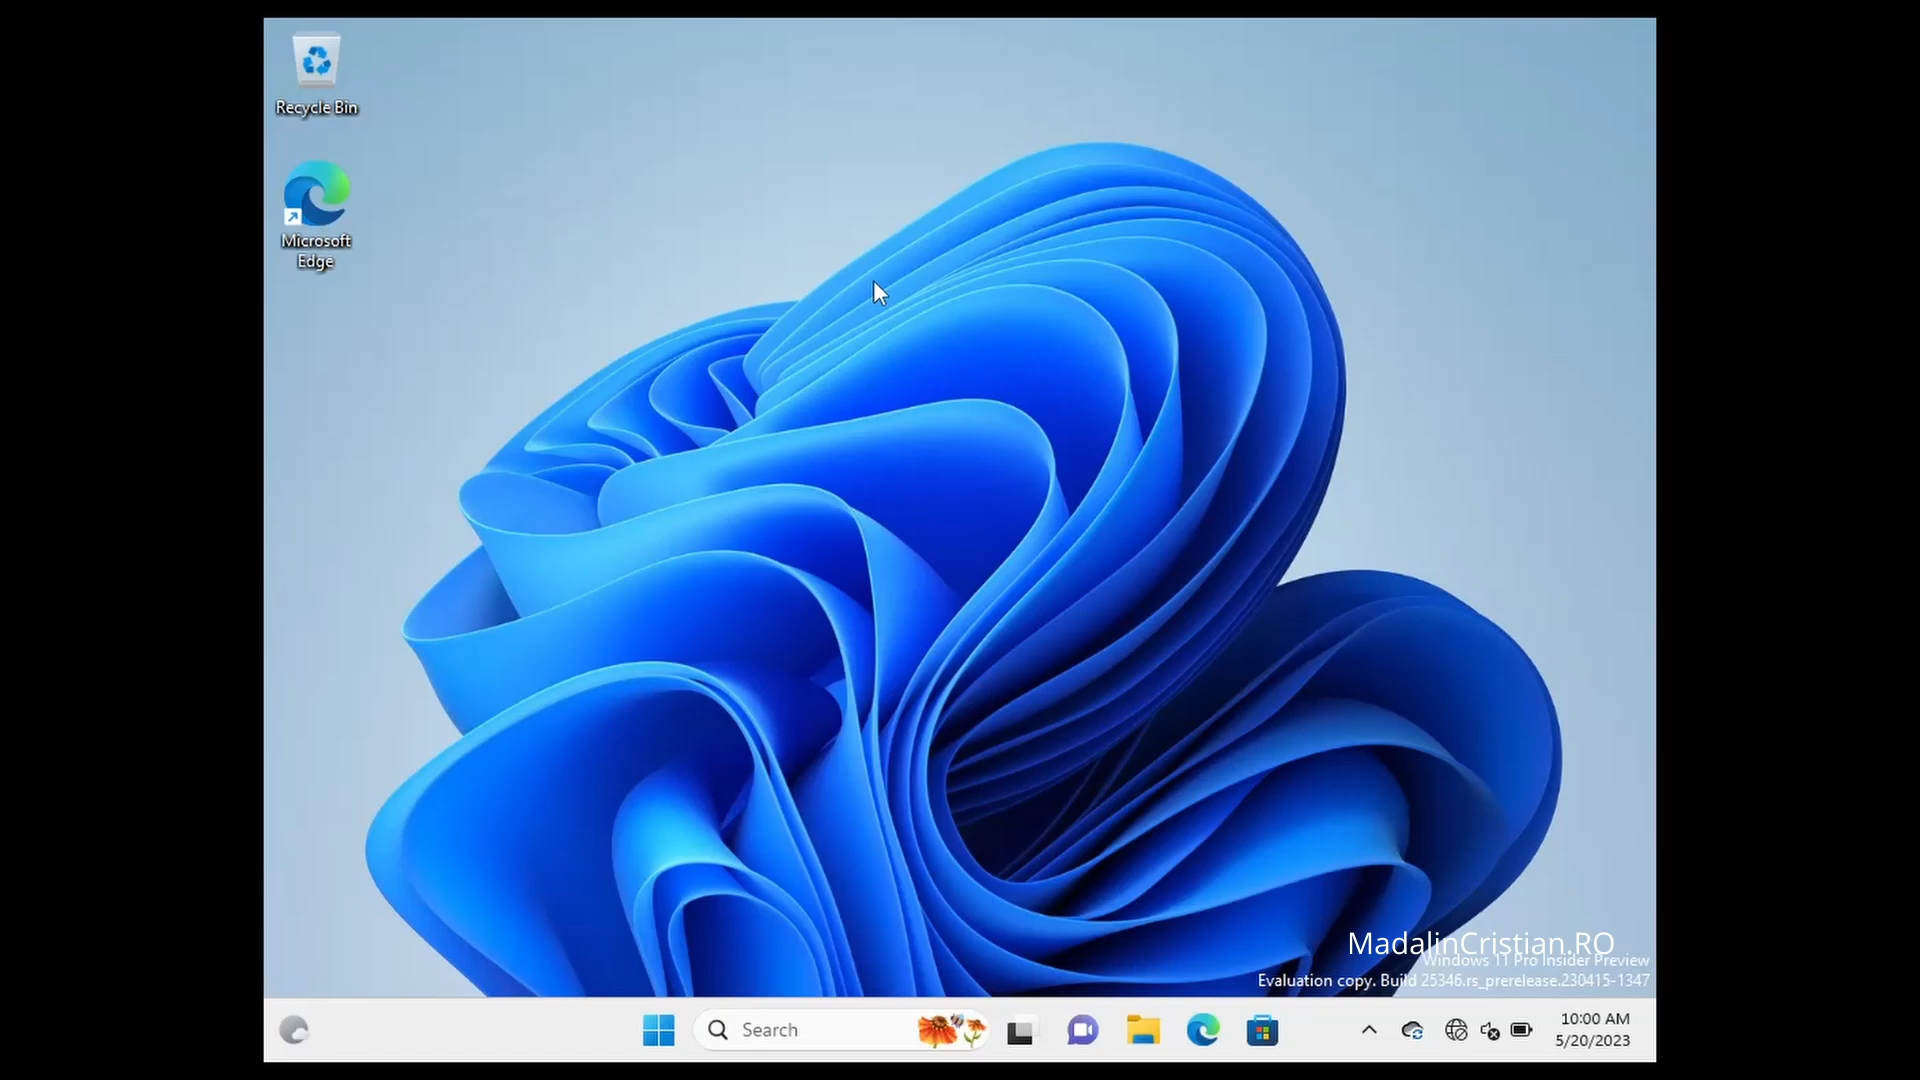 Recycle Bin
Microsoft
Edge
MadalinCristian.RO
Windows 11 Pro Insider Preview
Evaluation copy. Build 25346.rs_prerelease.230415-1347
Search
10:00 AM
5/20/2023